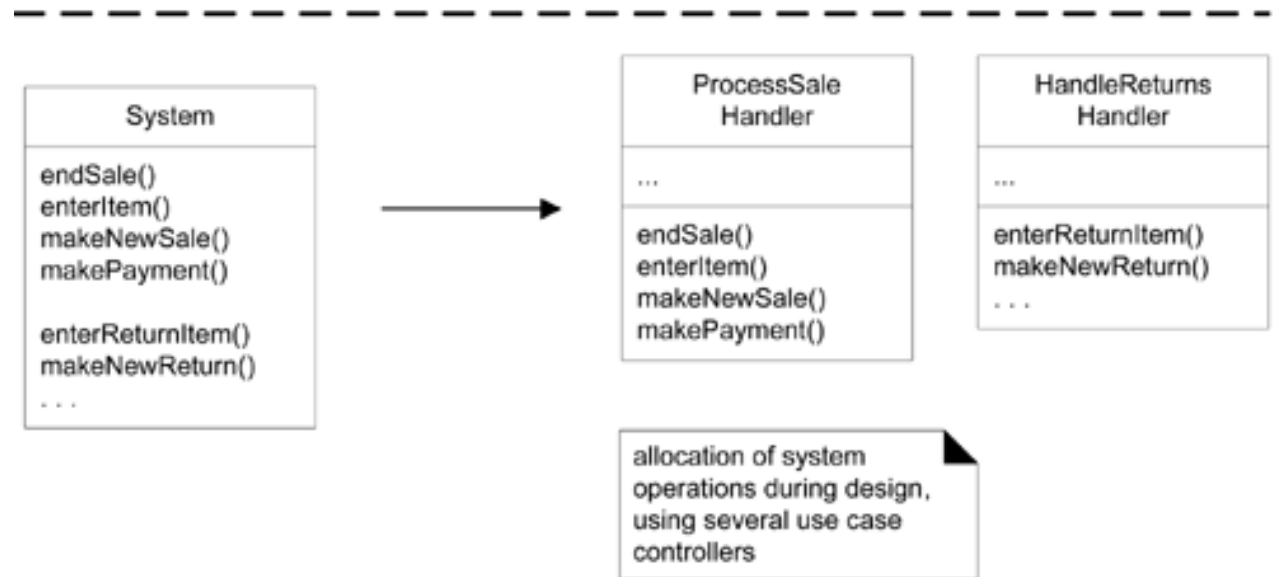 System
endSale()
enterItem()
makeNewSale()
makePayment()
enterReturnItem()
makeNewReturn()
. . .
ProcessSale
Handler
...
endSale()
enterItem()
makeNewSale()
makePayment()
HandleReturns
Handler
...
enterReturnItem()
makeNewReturn()
. . .
allocation of system
operations during design,
using several use case
controllers